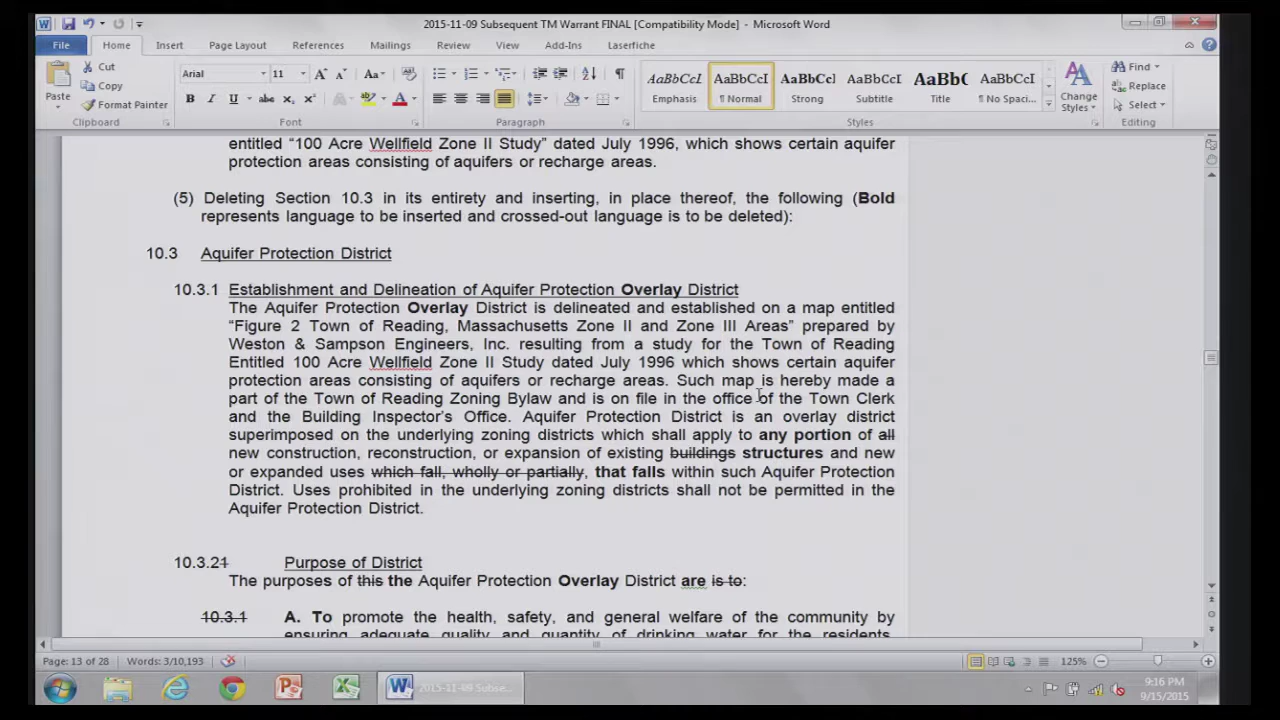 2015-11-09 Subsequent TM Warrant FINAL [Compatibility Mode] - Microsoft Word
File Home Insert Page Layout References Mailings Review View Add-Ins Laserfiche
Cut
Copy
Format Painter
Paste
Clipboard
Arial 11
Font
Paragraph
AaBbCcI AaBbCcI AaBbCcI AaBbCcI AaBb( AaBbCcI
Emphasis ¶ Normal Strong Subtitle Title ¶ No Spaci...
Change Styles
Styles
Find
Replace
Select
Editing
entitled “100 Acre Wellfield Zone II Study” dated July 1996, which shows certain aquifer
protection areas consisting of aquifers or recharge areas.
(5) Deleting Section 10.3 in its entirety and inserting, in place thereof, the following (Bold
represents language to be inserted and crossed-out language is to be deleted):
10.3 Aquifer Protection District
10.3.1 Establishment and Delineation of Aquifer Protection Overlay District
The Aquifer Protection Overlay District is delineated and established on a map entitled
“Figure 2 Town of Reading, Massachusetts Zone II and Zone III Areas” prepared by
Weston & Sampson Engineers, Inc. resulting from a study for the Town of Reading
Entitled 100 Acre Wellfield Zone II Study dated July 1996 which shows certain aquifer
protection areas consisting of aquifers or recharge areas. Such map is hereby made a
part of the Town of Reading Zoning Bylaw and is on file in the office of the Town Clerk
and the Building Inspector’s Office. Aquifer Protection District is an overlay district
superimposed on the underlying zoning districts which shall apply to any portion of all
new construction, reconstruction, or expansion of existing buildings structures and new
or expanded uses which fall, wholly or partially, that falls within such Aquifer Protection
District. Uses prohibited in the underlying zoning districts shall not be permitted in the
Aquifer Protection District.
10.3.21 Purpose of District
The purposes of this the Aquifer Protection Overlay District are is to:
10.3.1 A. To promote the health, safety, and general welfare of the community by
ensuring adequate quality and quantity of drinking water for the residents,
Page: 13 of 28 Words: 3/10,193 125%
2015-11-09 Subse...
9:16 PM
9/15/2015